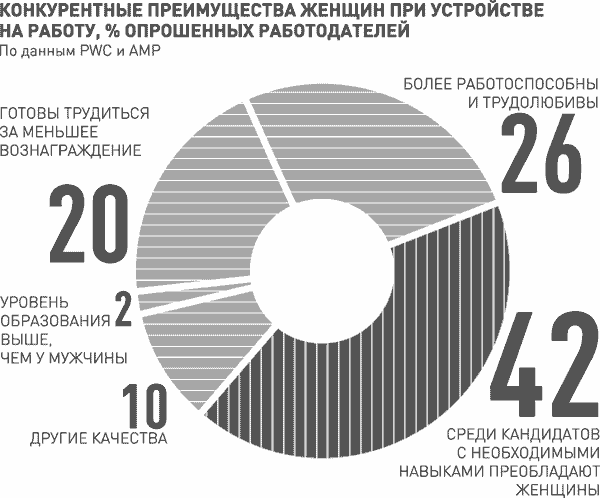 КОНКУРЕНТНЫЕ ПРЕИМУЩЕСТВА ЖЕНЩИН ПРИ УСТРОЙСТВЕ
НА РАБОТУ, % ОПРОШЕННЫХ РАБОТОДАТЕЛЕЙ
По данным PWC и AMP
БОЛЕЕ РАБОТОСПОСОБНЫ
И ТРУДОЛЮБИВЫ
26
ГОТОВЫ ТРУДИТЬСЯ
ЗА МЕНЬШЕЕ
ВОЗНАГРАЖДЕНИЕ
20
УРОВЕНЬ
ОБРАЗОВАНИЯ
ВЫШЕ,
ЧЕМ У МУЖЧИНЫ
2
10
ДРУГИЕ КАЧЕСТВА
42
СРЕДИ КАНДИДАТОВ
С НЕОБХОДИМЫМИ
НАВЫКАМИ ПРЕОБЛАДАЮТ
ЖЕНЩИНЫ